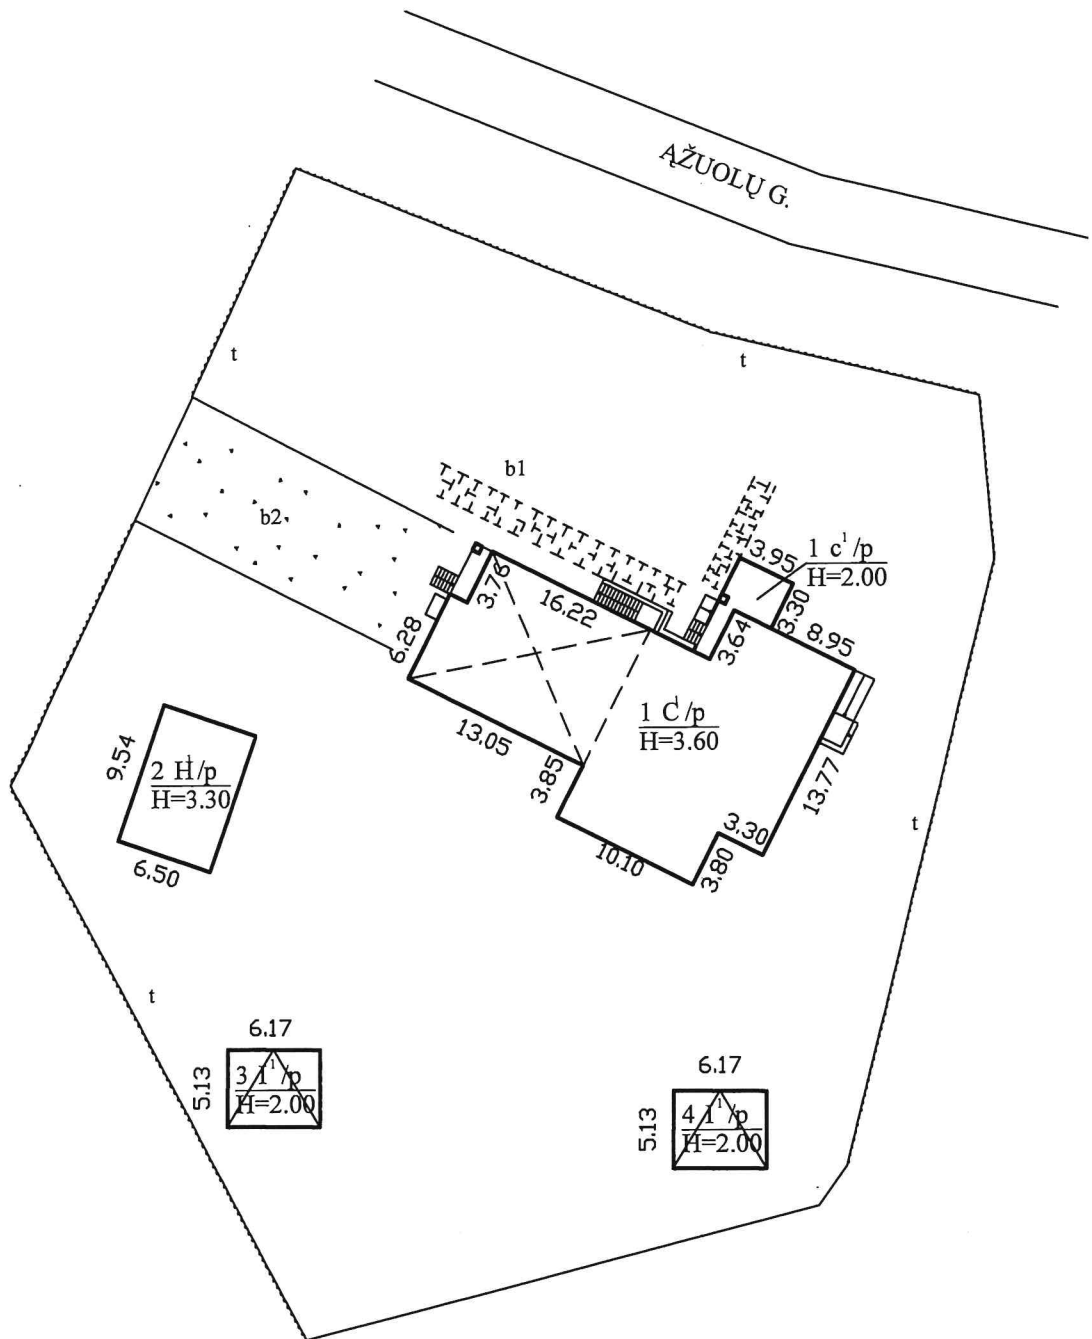 ĄŽUOLŲ G.
t
t
b1
b2
3.95
1 c¹/p
H=2.00
3.76
16.22
3.30
3.64
8.95
6.28
1 C¹/p
H=3.60
13.05
3.85
13.77
9.54
2 H¹/p
H=3.30
3.30
t
10.10
3.80
6.50
t
6.17
5.13
3 I¹/p
H=2.00
6.17
5.13
4 I¹/p
H=2.00